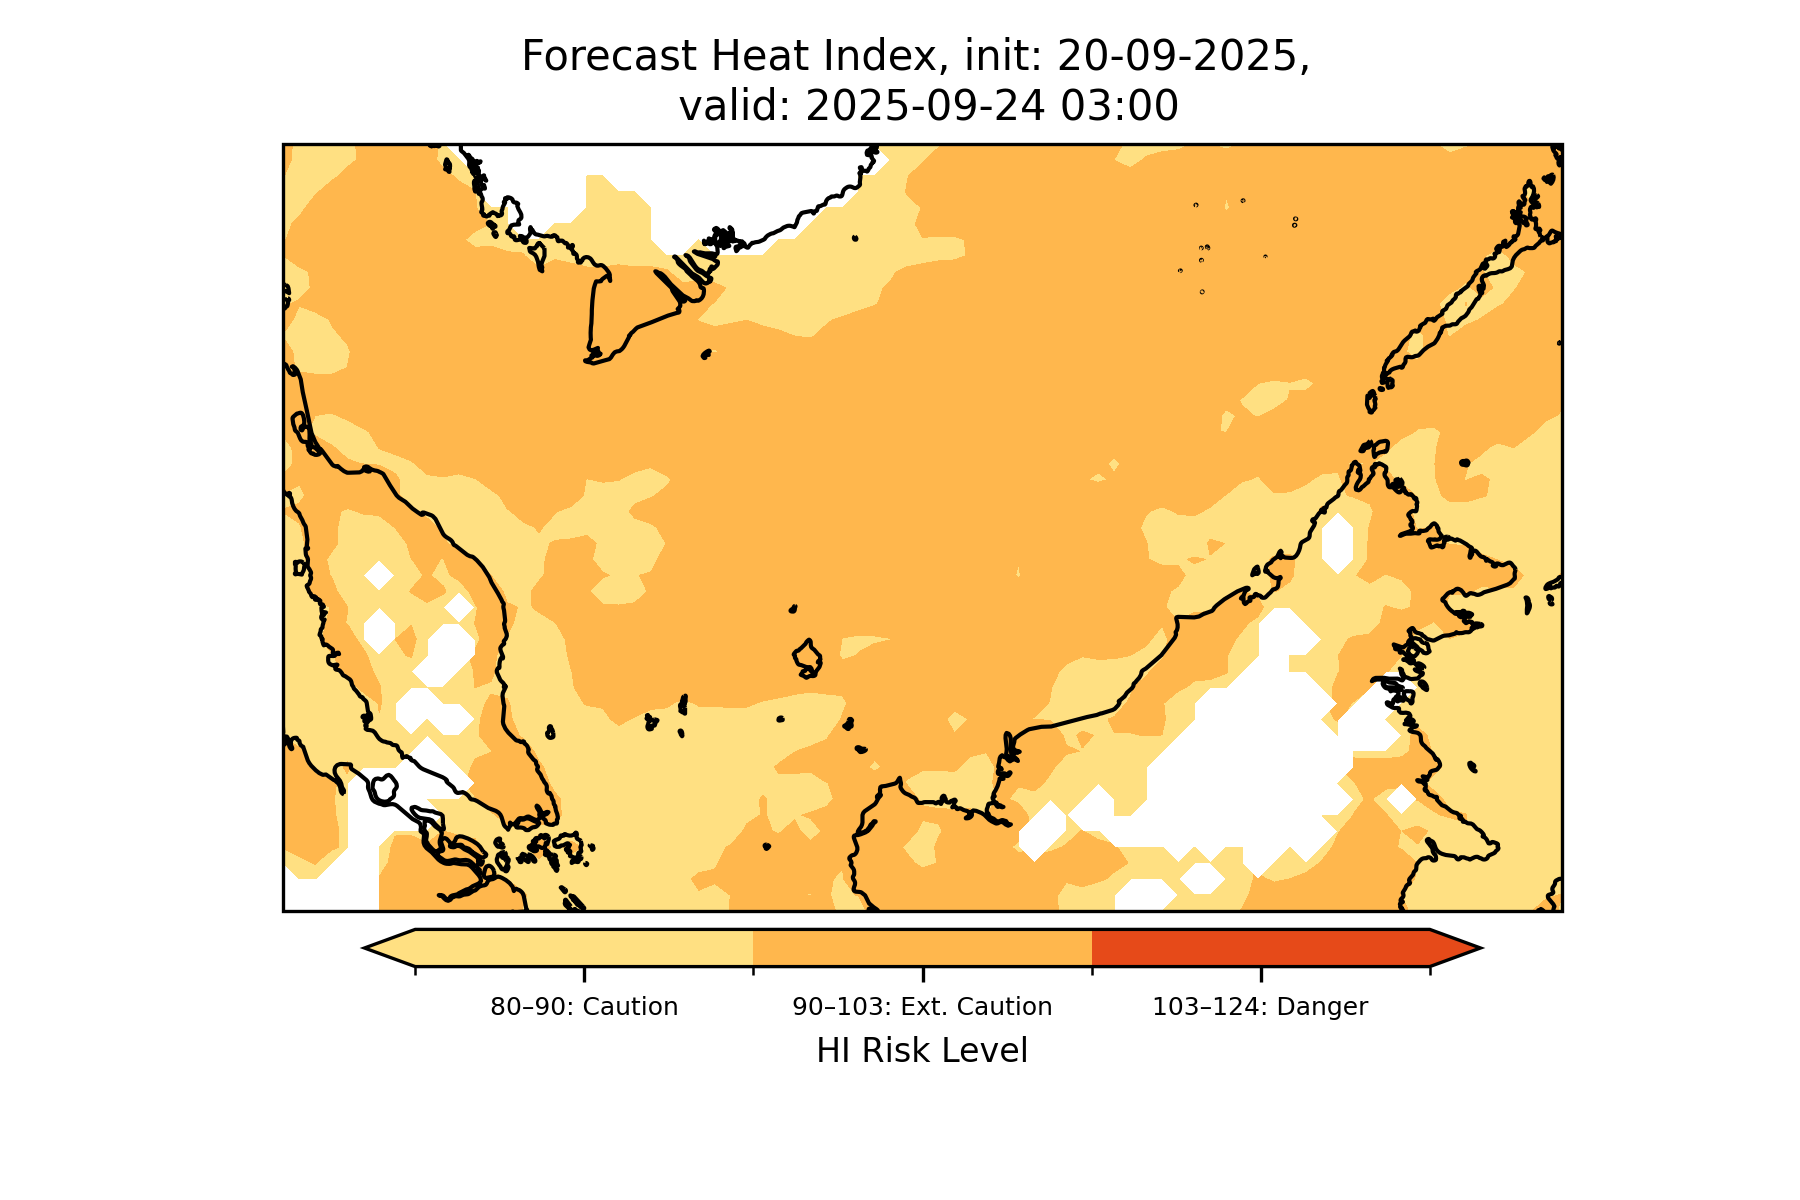 Forecast Heat Index, init: 20-09-2025,
valid: 2025-09-24 03:00
80–90: Caution
90–103: Ext. Caution
103–124: Danger
HI Risk Level